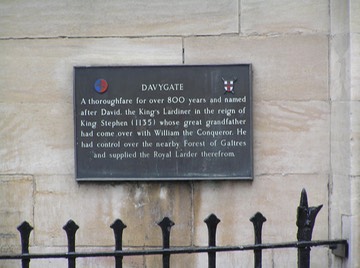 DAVYGATE
A thoroughfare for over 800 years and named
after David, the King's Lardiner in the reign of
King Stephen (1135) whose great grandfather
had come over with William the Conqueror. He
had control over the nearby Forest of Galtres
and supplied the Royal Larder therefrom.